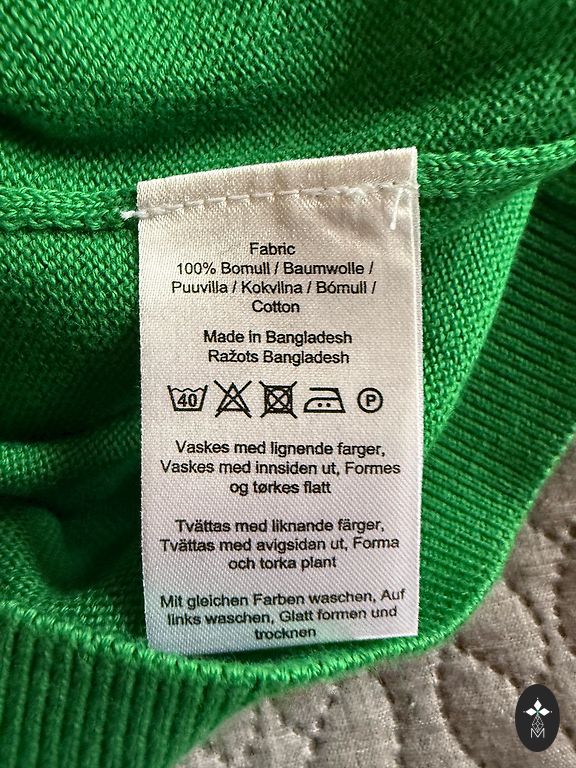 Fabric
100% Bomull / Baumwolle /
Puuvilla / Kokvilna / Bómull /
Cotton
Made in Bangladesh
Ražots Bangladesh
40
P
Vaskes med lignende farger,
Vaskes med innsiden ut, Formes
og tørkes flatt
Tvättas med liknande färger,
Tvättas med avigsidan ut, Forma
och torka plant
Mit gleichen Farben waschen, Auf
links waschen, Glatt formen und
trocknen
M